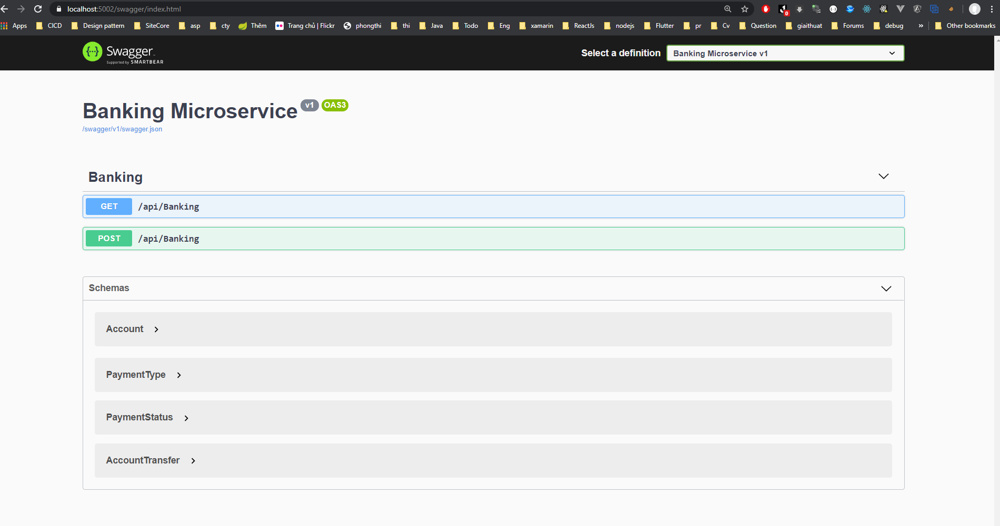 localhost:5002/swagger/index.html
0
Apps CICD Design pattern SiteCore asp cty Thêm Trang chủ | Flickr phongthi thi Java Todo Eng xamarin ReactJs nodejs Flutter pr Cv Question giaithuat Forums debug » Other bookmarks
Swagger
Supported by SMARTBEAR
Select a definition Banking Microservice v1
Banking Microservice v1 OAS3
/swagger/v1/swagger.json
Banking
GET /api/Banking
POST /api/Banking
Schemas
Account
PaymentType
PaymentStatus
AccountTransfer